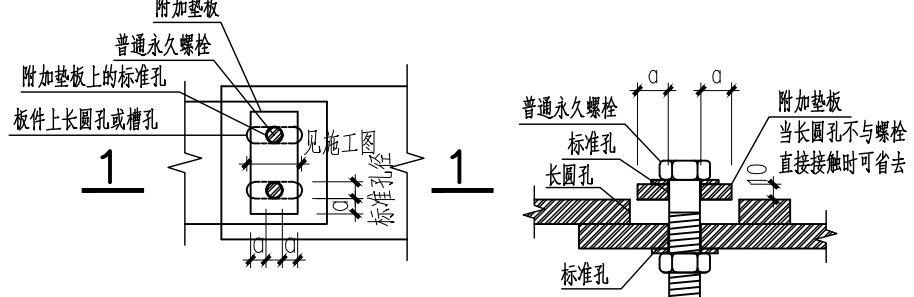 附加垫板
普通永久螺栓
附加垫板上的标准孔
板件上长圆孔或槽孔
见施工图
标准孔径
a
a
a
1
1
a
a
普通永久螺栓
标准孔
长圆孔
附加垫板
当长圆孔不与螺栓
直接接触时可省去
10
标准孔